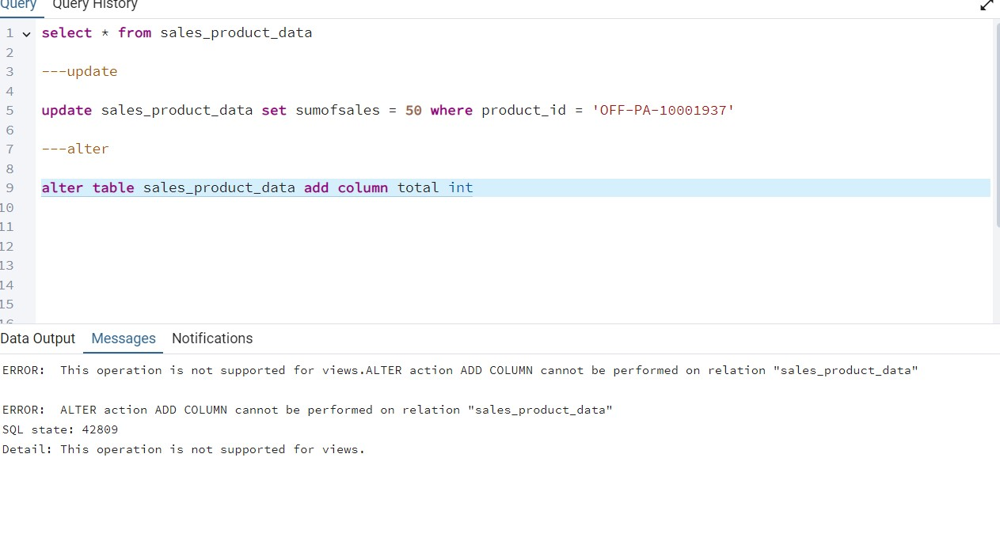 Query Query History
1 select * from sales_product_data
2
3 ---update
4
5 update sales_product_data set sumofsales = 50 where product_id = 'OFF-PA-10001937'
6
7 ---alter
8
9 alter table sales_product_data add column total int
10
11
12
13
14
15
16
Data Output Messages Notifications
ERROR:  This operation is not supported for views.ALTER action ADD COLUMN cannot be performed on relation "sales_product_data"
ERROR:  ALTER action ADD COLUMN cannot be performed on relation "sales_product_data"
SQL state: 42809
Detail: This operation is not supported for views.